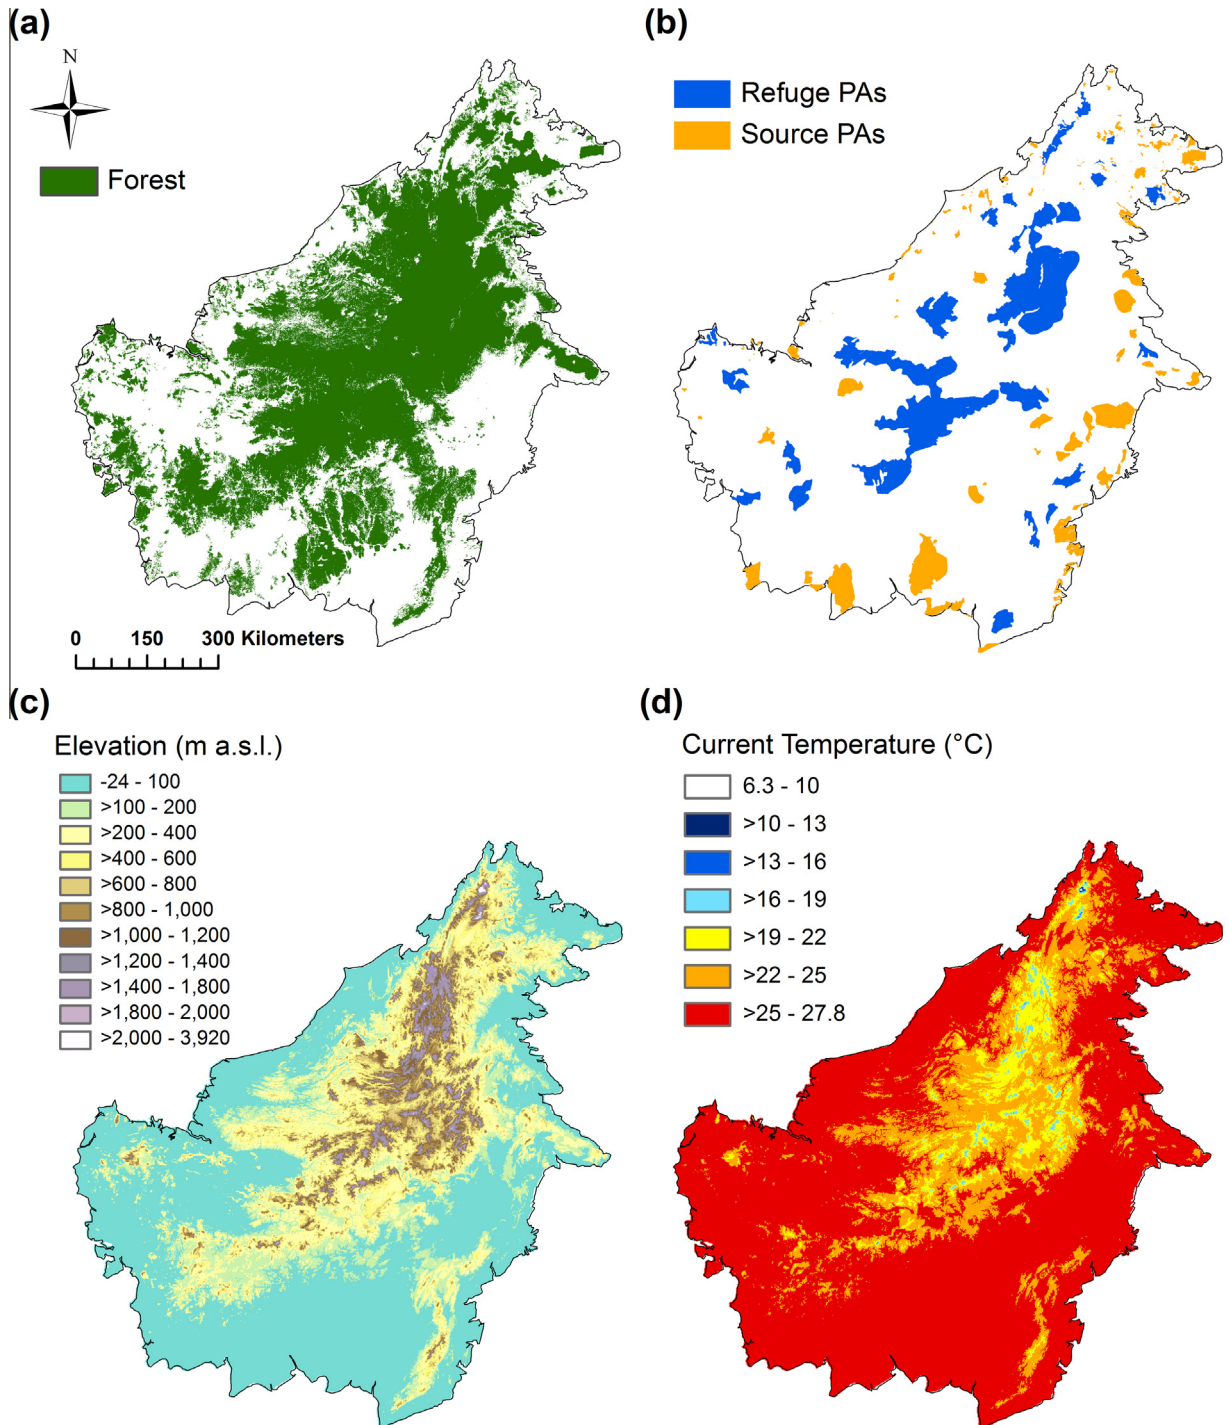 (a)
(b)
N
Forest
Refuge PAs
Source PAs
0 150 300 Kilometers
(c)
(d)
Elevation (m a.s.l.)
-24 - 100
>100 - 200
>200 - 400
>400 - 600
>600 - 800
>800 - 1,000
>1,000 - 1,200
>1,200 - 1,400
>1,400 - 1,800
>1,800 - 2,000
>2,000 - 3,920
Current Temperature (°C)
6.3 - 10
>10 - 13
>13 - 16
>16 - 19
>19 - 22
>22 - 25
>25 - 27.8